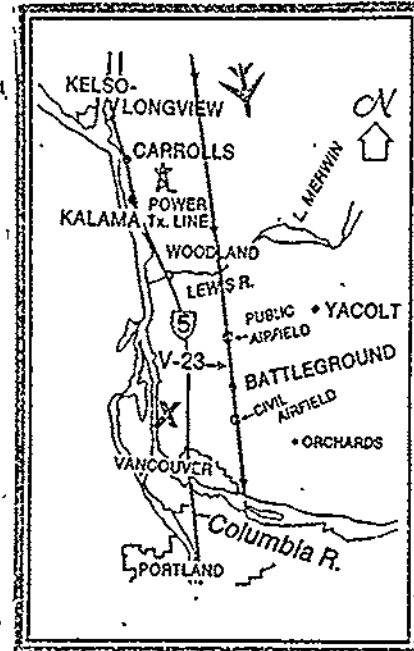 KELSO-
LONGVIEW
N
CARROLLS
L. MERWIN
POWER
Tx. LINE
KALAMA
WOODLAND
LEWIS R.
5
PUBLIC
AIRFIELD
YACOLT
V-23
BATTLEGROUND
CIVIL
AIRFIELD
X
ORCHARDS
VANCOUVER
Columbia R.
PORTLAND